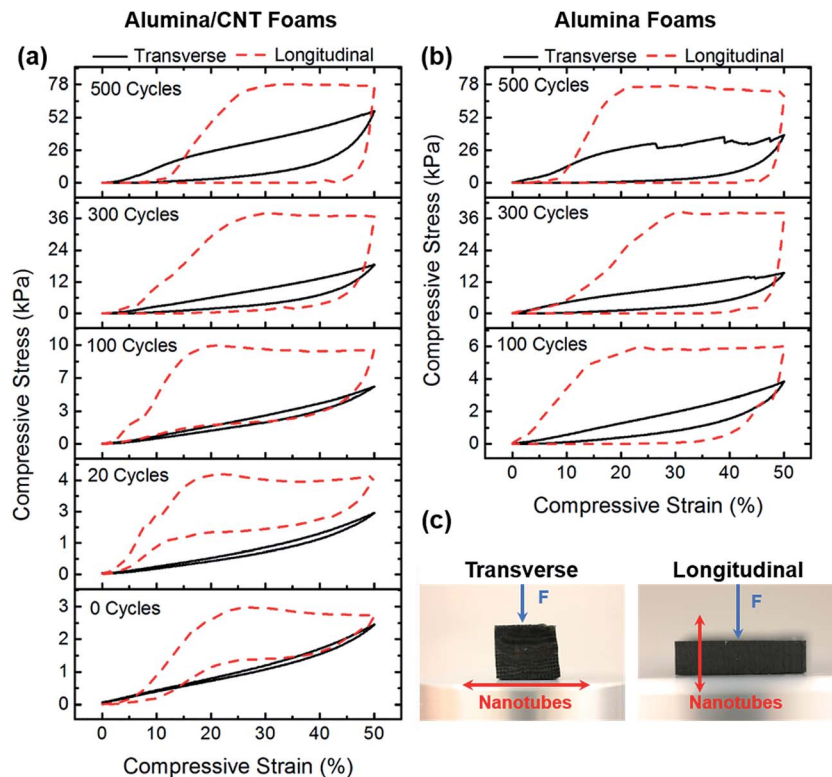 Alumina/CNT Foams
Alumina Foams
(a)
Transverse Longitudinal
500 Cycles
78
52
26
0
300 Cycles
36
24
12
0
100 Cycles
10
7
3
0
20 Cycles
4
3
1
0
0 Cycles
3
2
1
0
0 10 20 30 40 50
Compressive Strain (%)
Compressive Stress (kPa)
(b)
Transverse Longitudinal
500 Cycles
78
52
26
0
300 Cycles
36
24
12
0
100 Cycles
6
4
2
0
0 10 20 30 40 50
Compressive Strain (%)
Compressive Stress (kPa)
(c)
Transverse
F
Nanotubes
Longitudinal
F
Nanotubes